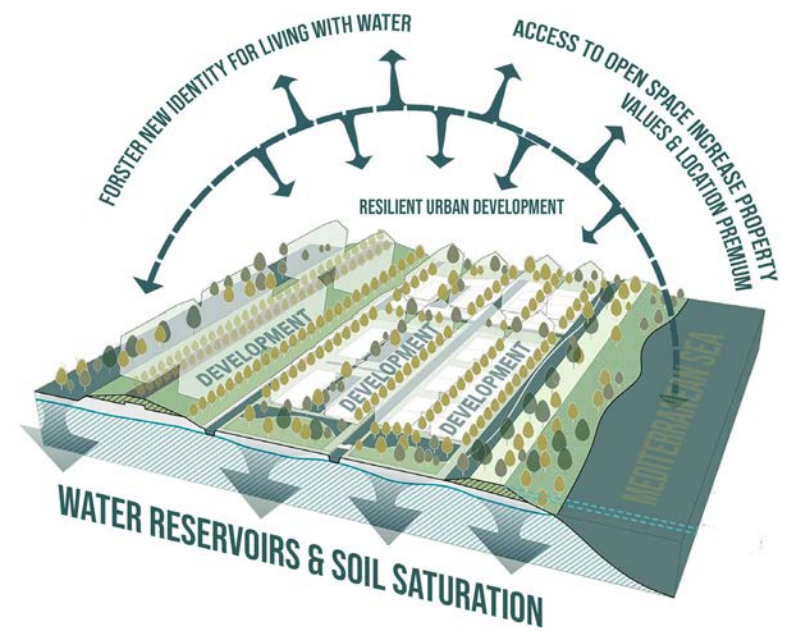 FORSTER NEW IDENTITY FOR LIVING WITH WATER
ACCESS TO OPEN SPACE INCREASE PROPERTY
VALUES & LOCATION PREMIUM
RESILIENT URBAN DEVELOPMENT
DEVELOPMENT
DEVELOPMENT
DEVELOPMENT
MEDITERRANEAN SEA
WATER RESERVOIRS & SOIL SATURATION